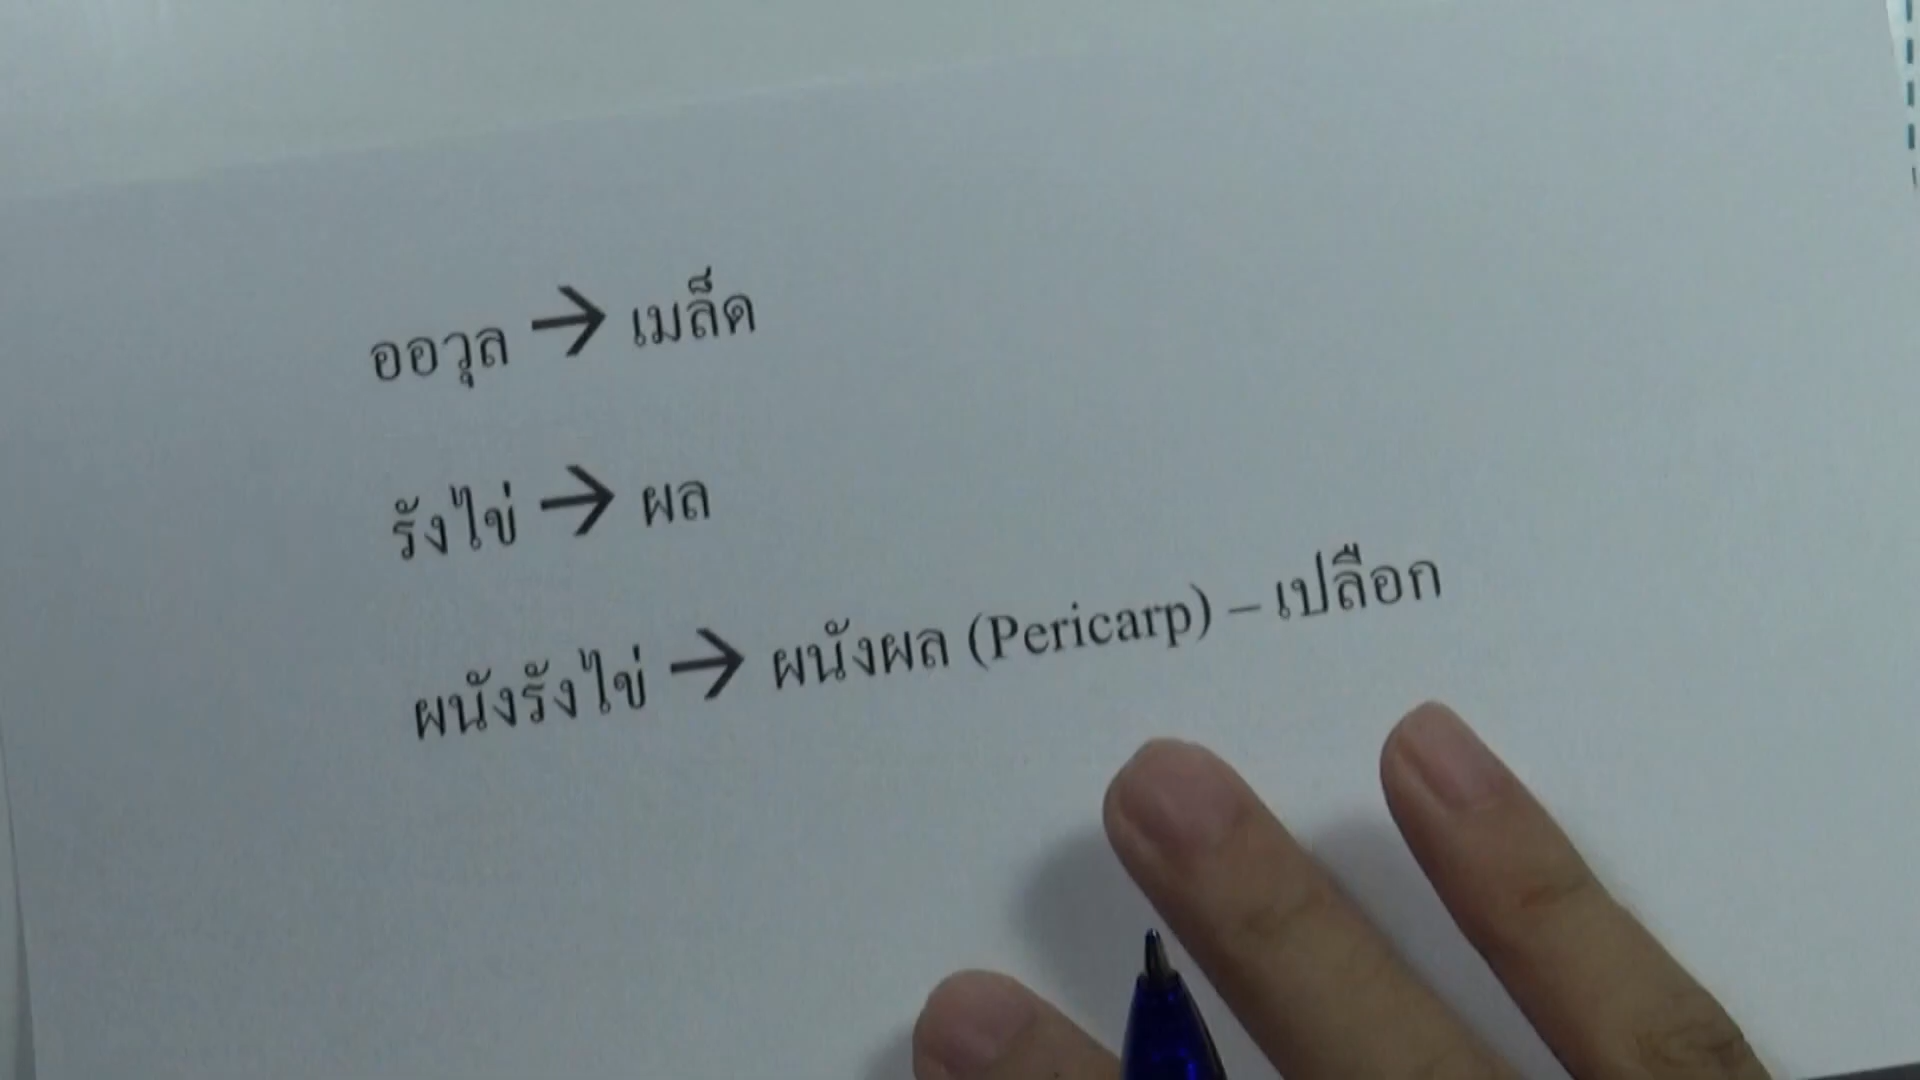 ออวุล → เมล็ด
รังไข่ → ผล
ผนังรังไข่ → ผนังผล (Pericarp) – เปลือก